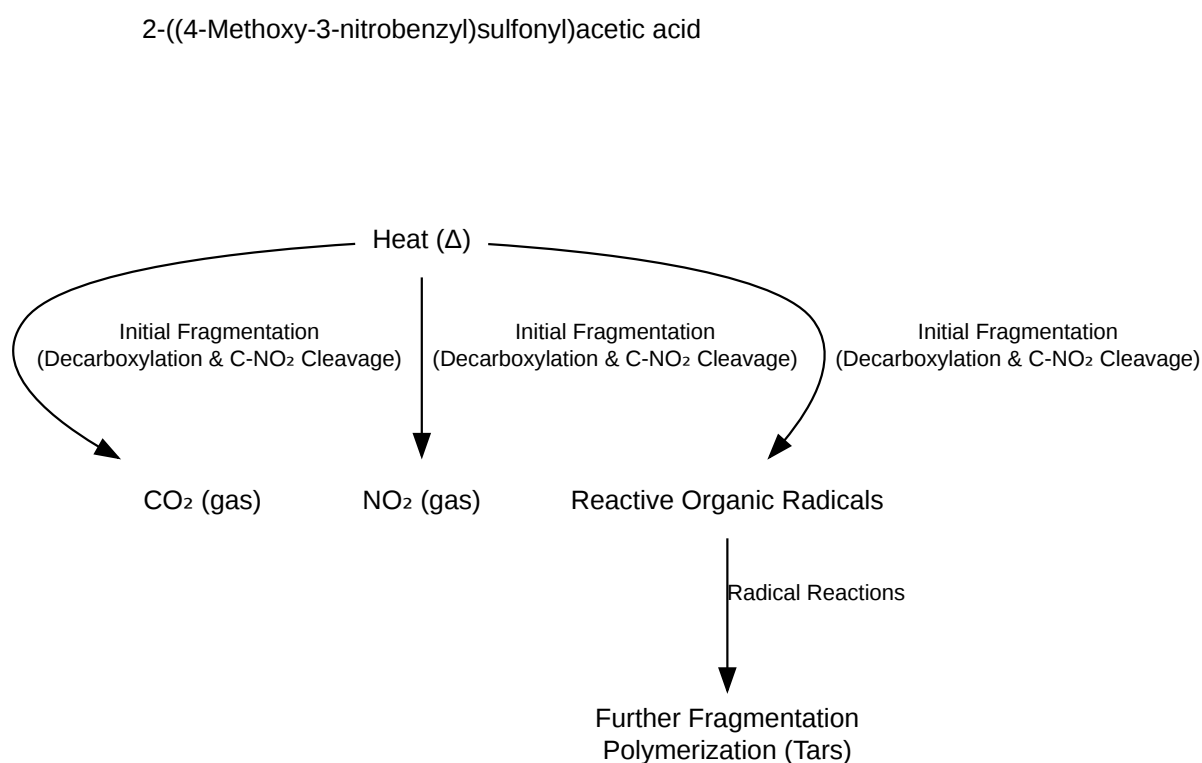 2-((4-Methoxy-3-nitrobenzyl)sulfonyl)acetic acid
Heat (Δ)
Initial Fragmentation
(Decarboxylation & C-NO₂ Cleavage)
Initial Fragmentation
(Decarboxylation & C-NO₂ Cleavage)
Initial Fragmentation
(Decarboxylation & C-NO₂ Cleavage)
CO₂ (gas)
NO₂ (gas)
Reactive Organic Radicals
Radical Reactions
Further Fragmentation
Polymerization (Tars)